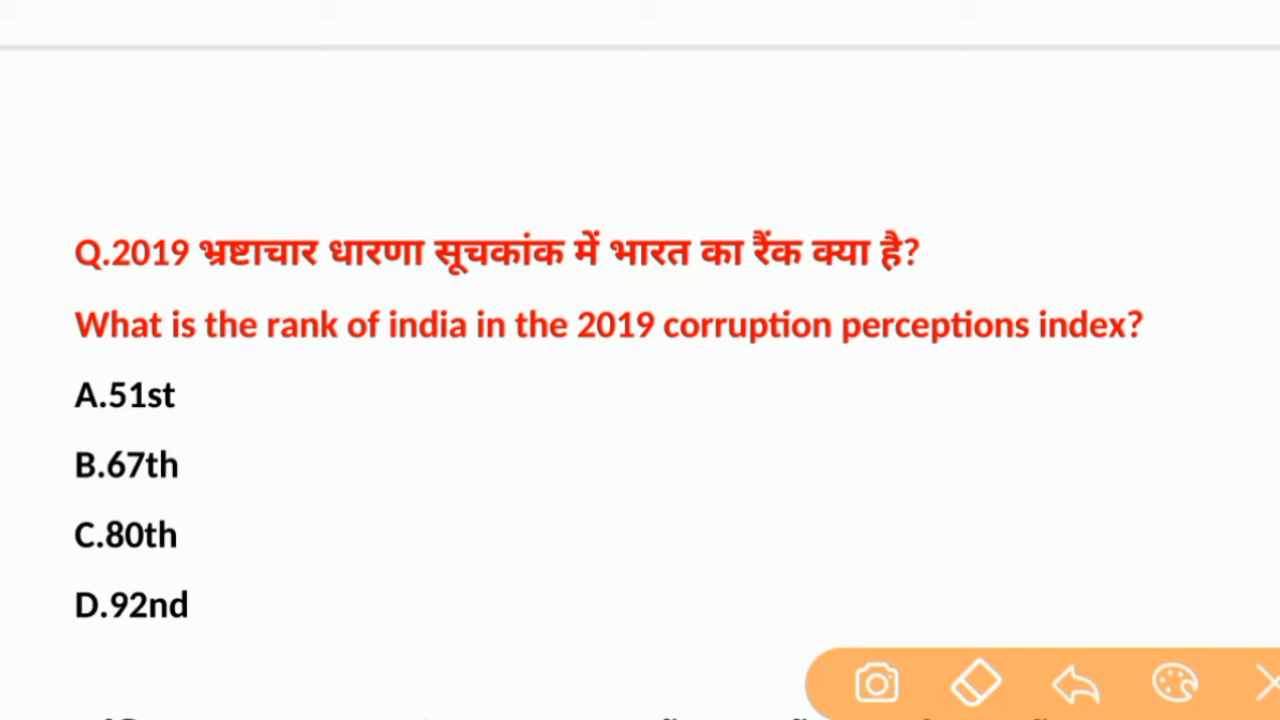 Q.2019 भ्रष्टाचार धारणा सूचकांक में भारत का रैंक क्या है?
What is the rank of india in the 2019 corruption perceptions index?
A.51st
B.67th
C.80th
D.92nd